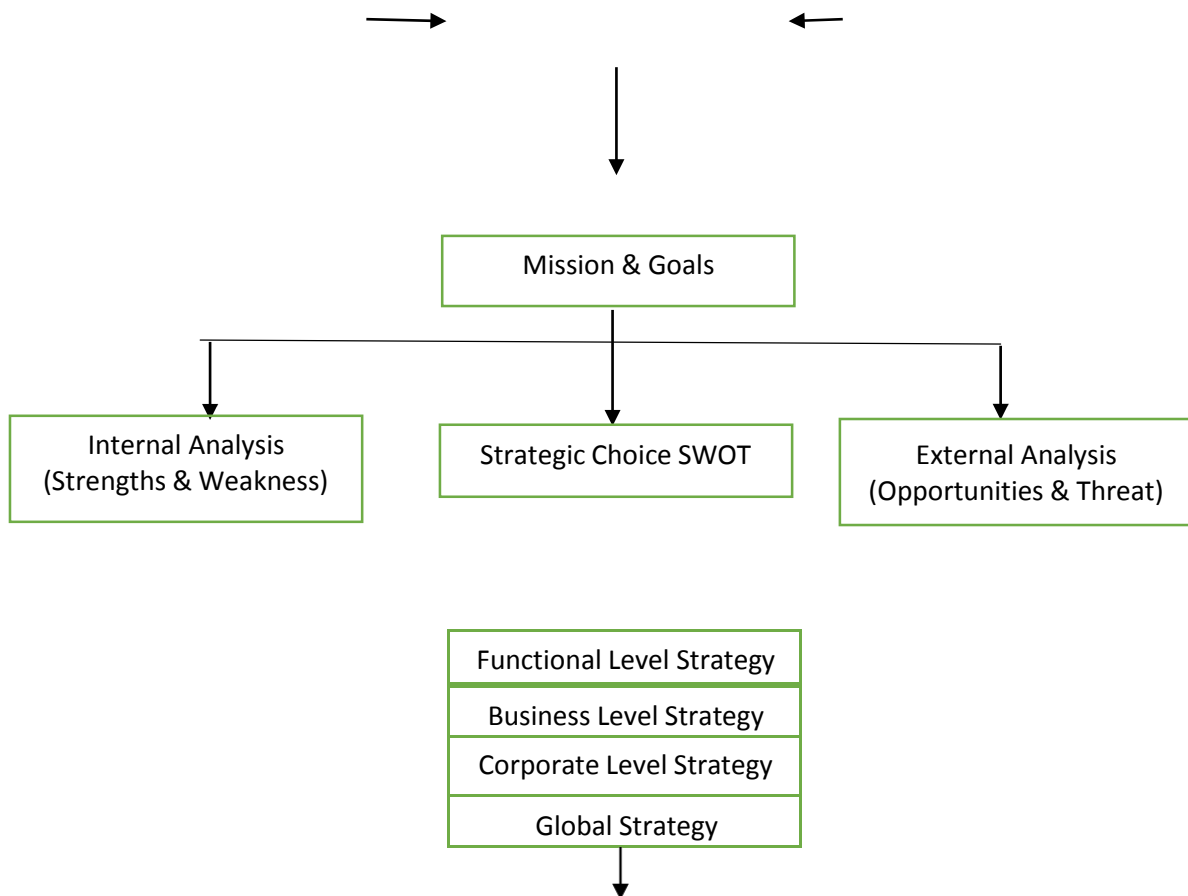 Mission & Goals
Internal Analysis
(Strengths & Weakness)
Strategic Choice SWOT
External Analysis
(Opportunities & Threat)
Functional Level Strategy
Business Level Strategy
Corporate Level Strategy
Global Strategy